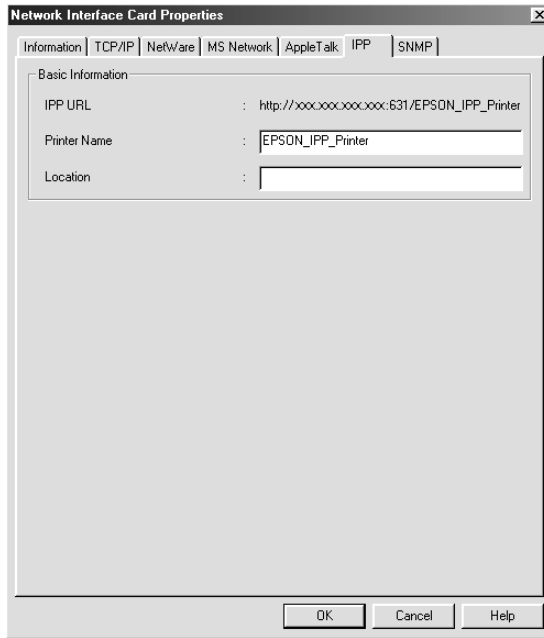 Network Interface Card Properties
Information TCP/IP NetWare MS Network AppleTalk IPP SNMP
Basic Information
IPP URL : http://xxx.xxx.xxx.xxx:631/EPSON_IPP_Printer
Printer Name : EPSON_IPP_Printer
Location :
OK Cancel Help